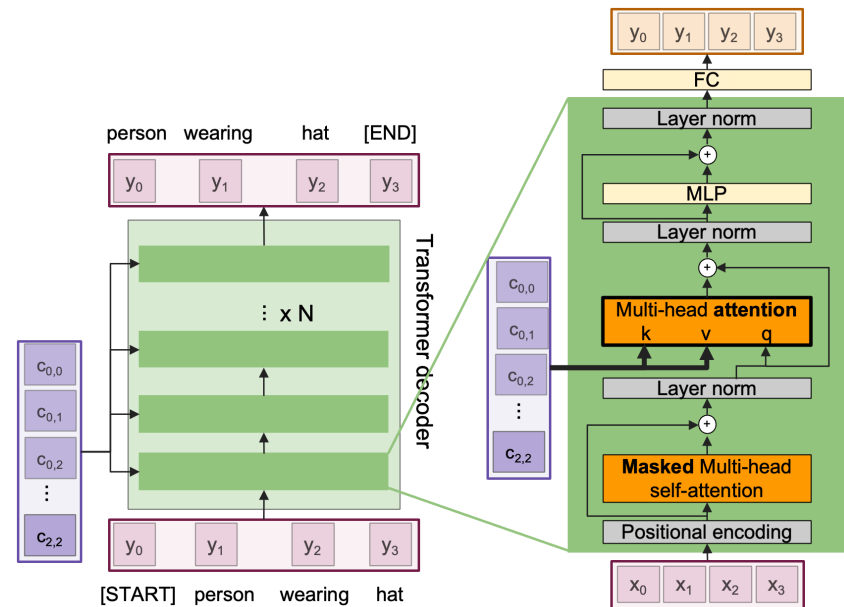 person wearing hat [END]
y0 y1 y2 y3
Transformer decoder
⋮ x N
c0,0
c0,1
c0,2
⋮
c2,2
y0 y1 y2 y3
[START] person wearing hat
y0 y1 y2 y3
FC
Layer norm
+
MLP
Layer norm
+
Multi-head attention
k v q
c0,0
c0,1
c0,2
⋮
c2,2
Layer norm
+
Masked Multi-head
self-attention
Positional encoding
x0 x1 x2 x3